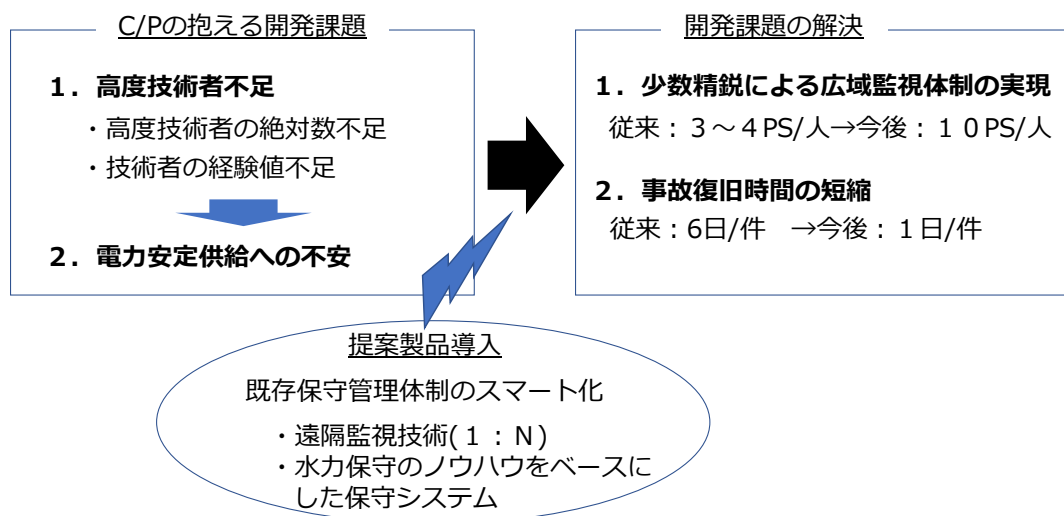 C/Pの抱える開発課題
1．高度技術者不足
・高度技術者の絶対数不足
・技術者の経験値不足
2．電力安定供給への不安
開発課題の解決
1．少数精鋭による広域監視体制の実現
従来：３～４PS/人→今後：１０PS/人
2．事故復旧時間の短縮
従来：6日/件　→今後：１日/件
提案製品導入
既存保守管理体制のスマート化
・遠隔監視技術(１：Ｎ)
・水力保守のノウハウをベースに
した保守システム